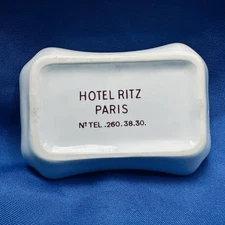 HOTEL RITZ
PARIS
Nº TEL .260.38.30.